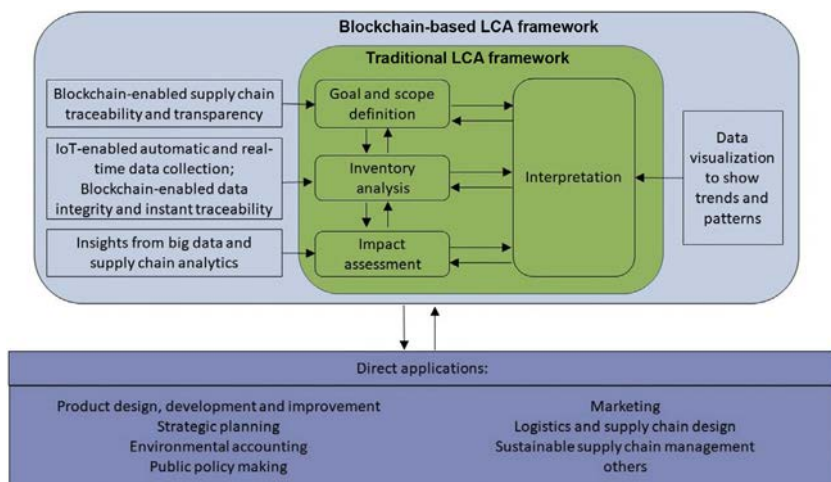 Blockchain-based LCA framework
Traditional LCA framework
Blockchain-enabled supply chain
traceability and transparency
Goal and scope
definition
IoT-enabled automatic and real-
time data collection;
Blockchain-enabled data
integrity and instant traceability
Inventory
analysis
Insights from big data and
supply chain analytics
Impact
assessment
Interpretation
Data
visualization
to show
trends and
patterns
Direct applications:
Product design, development and improvement
Strategic planning
Environmental accounting
Public policy making
Marketing
Logistics and supply chain design
Sustainable supply chain management
others